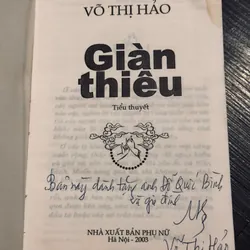 VÕ THỊ HẢO
Giàn
thiêu
Tiểu thuyết
Bản này dành tặng anh Đỗ Quốc Bình
và gia đình
Võ Thị Hảo
NHÀ XUẤT BẢN PHỤ NỮ
Hà Nội - 2003